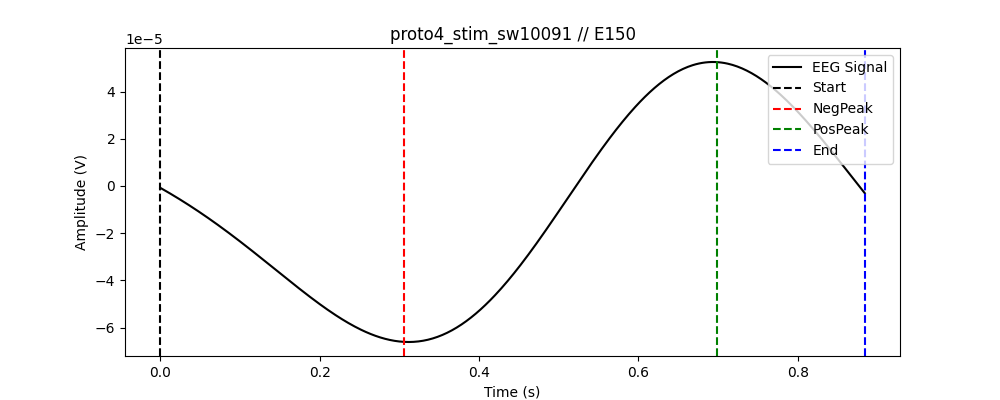 proto4_stim_sw10091 // E150
1e−5
EEG Signal
Start
NegPeak
PosPeak
End
4
2
0
−2
−4
−6
Amplitude (V)
0.0 0.2 0.4 0.6 0.8
Time (s)